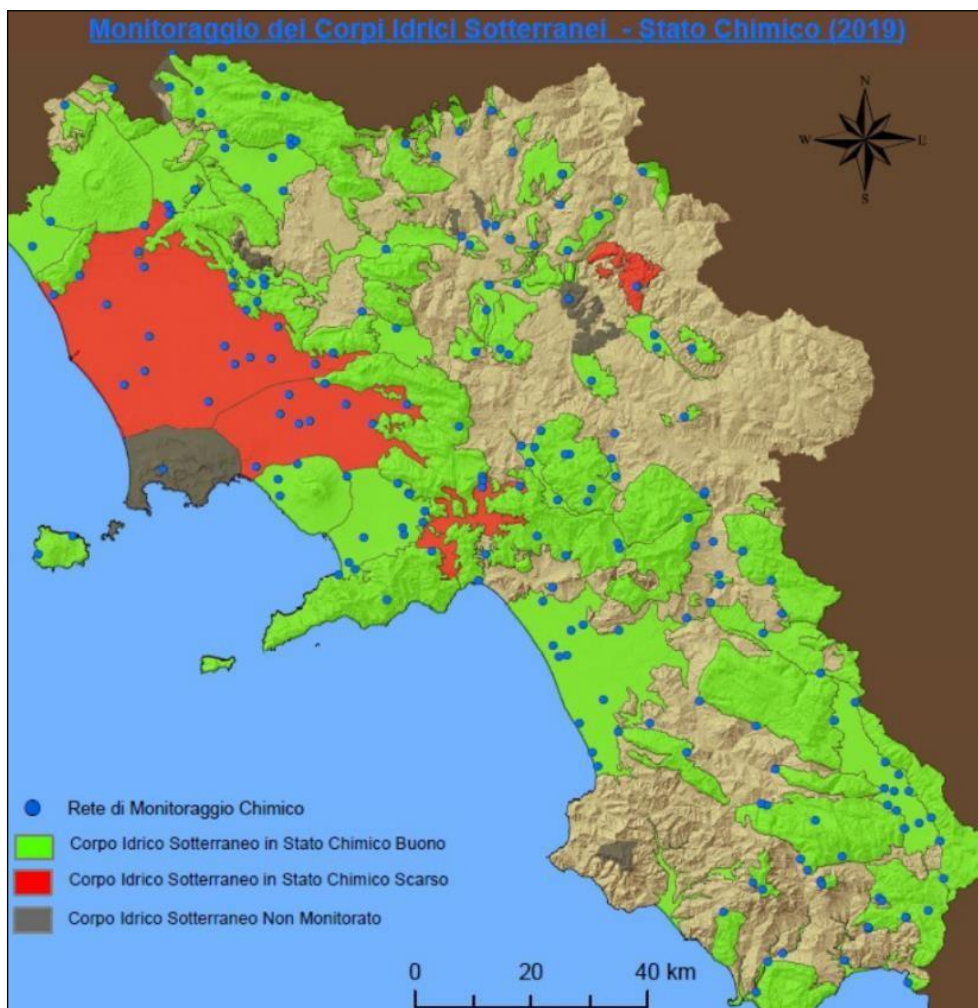 Monitoraggio dei Corpi Idrici Sotterranei - Stato Chimico (2019)
N
W
E
S
Rete di Monitoraggio Chimico
Corpo Idrico Sotterraneo in Stato Chimico Buono
Corpo Idrico Sotterraneo in Stato Chimico Scarso
Corpo Idrico Sotterraneo Non Monitorato
0 20 40 km